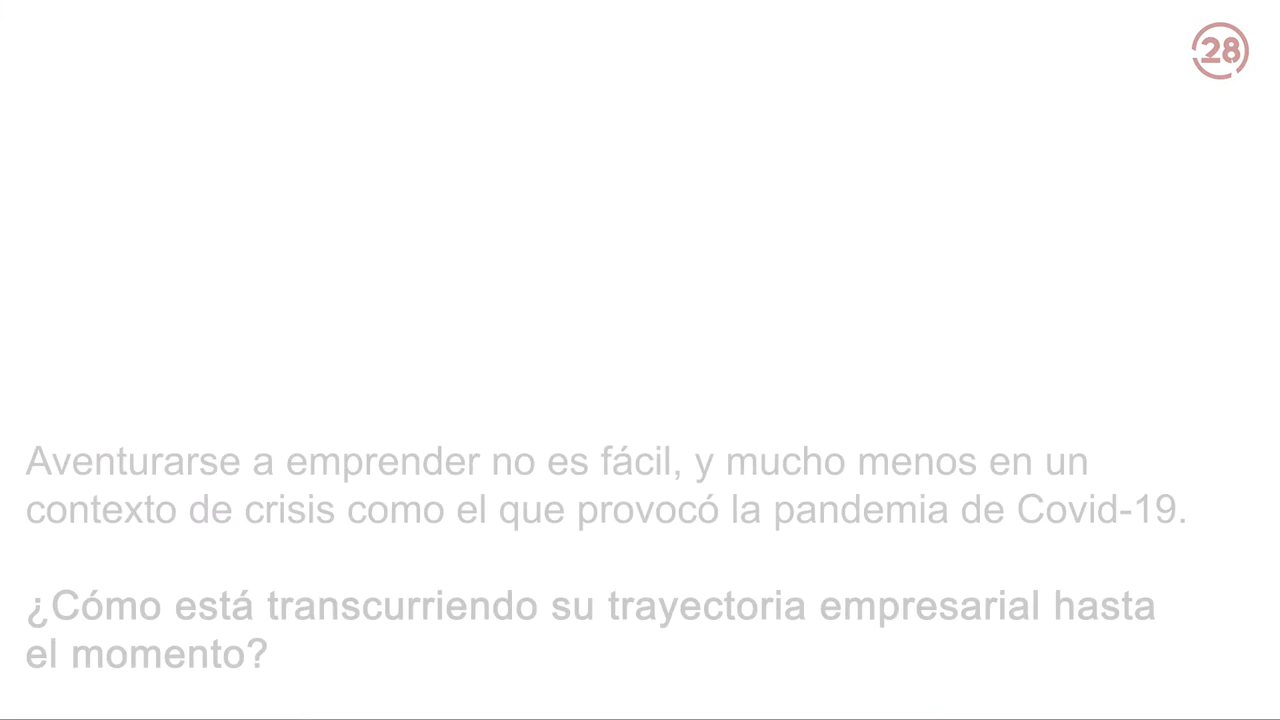 28
Aventurarse a emprender no es fácil, y mucho menos en un
contexto de crisis como el que provocó la pandemia de Covid-19.
¿Cómo está transcurriendo su trayectoria empresarial hasta
el momento?